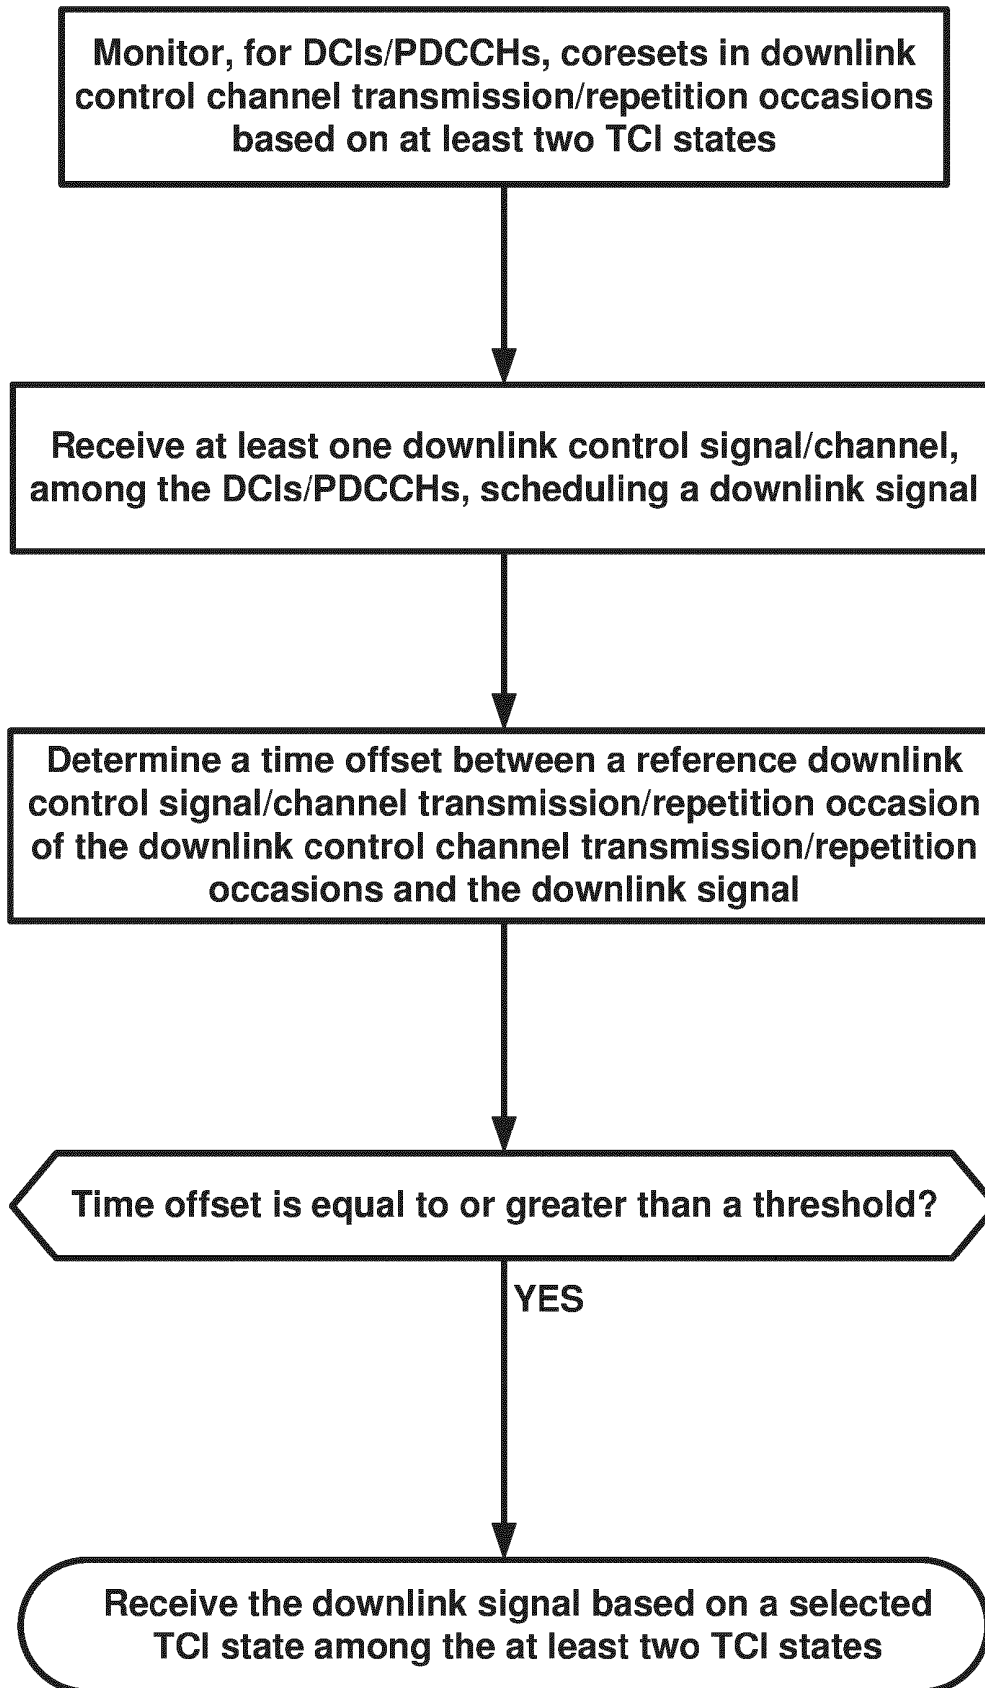 Monitor, for DCIs/PDCCHs, coresets in downlink
control channel transmission/repetition occasions
based on at least two TCI states
Receive at least one downlink control signal/channel,
among the DCIs/PDCCHs, scheduling a downlink signal
Determine a time offset between a reference downlink
control signal/channel transmission/repetition occasion
of the downlink control channel transmission/repetition
occasions and the downlink signal
Time offset is equal to or greater than a threshold?
YES
Receive the downlink signal based on a selected
TCI state among the at least two TCI states